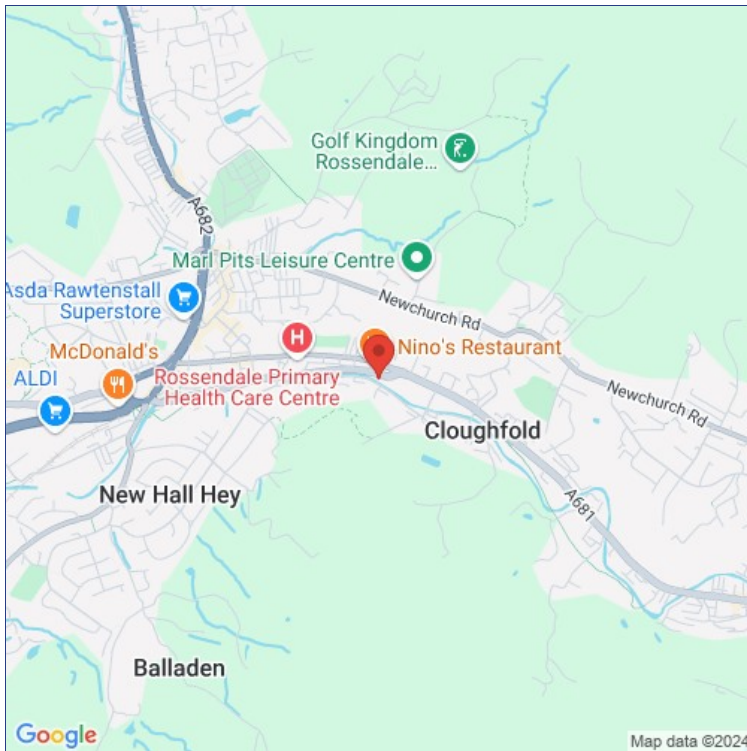 Golf Kingdom
Rossendale...
A682
Marl Pits Leisure Centre
Asda Rawtenstall
Superstore
Newchurch Rd
McDonald's
H
Nino's Restaurant
ALDI
Rossendale Primary
Health Care Centre
Newchurch Rd
Cloughfold
New Hall Hey
A681
Balladen
Google
Map data ©2024